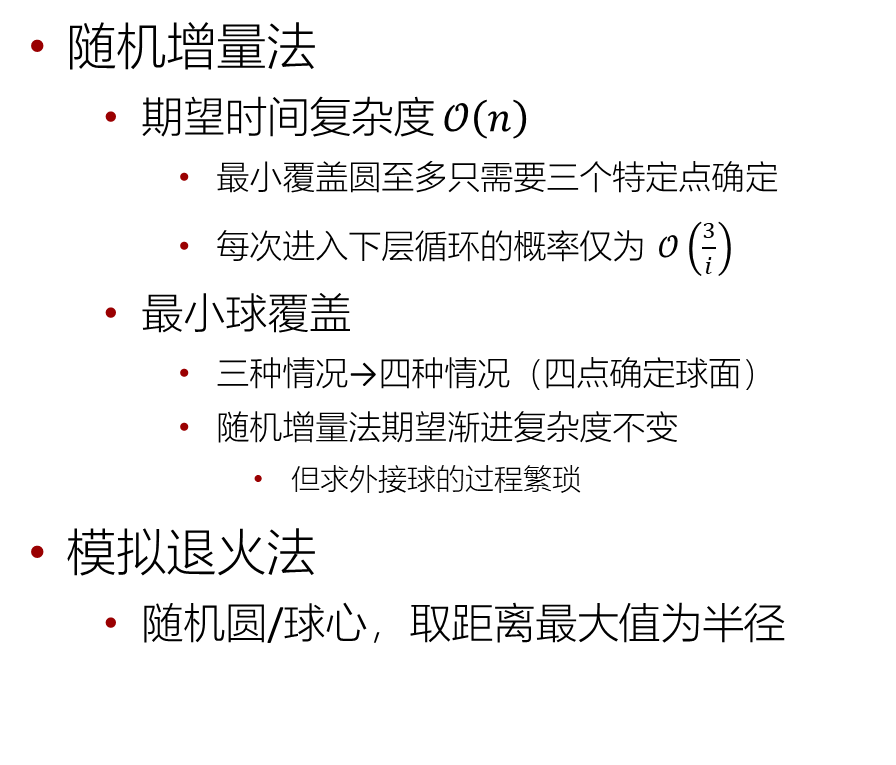 • 随机增量法
• 期望时间复杂度 𝒪(n)
• 最小覆盖圆至多只需要三个特定点确定
• 每次进入下层循环的概率仅为 𝒪(3/i)
• 最小球覆盖
• 三种情况→四种情况（四点确定球面）
• 随机增量法期望渐进复杂度不变
• 但求外接球的过程繁琐
• 模拟退火法
• 随机圆/球心，取距离最大值为半径